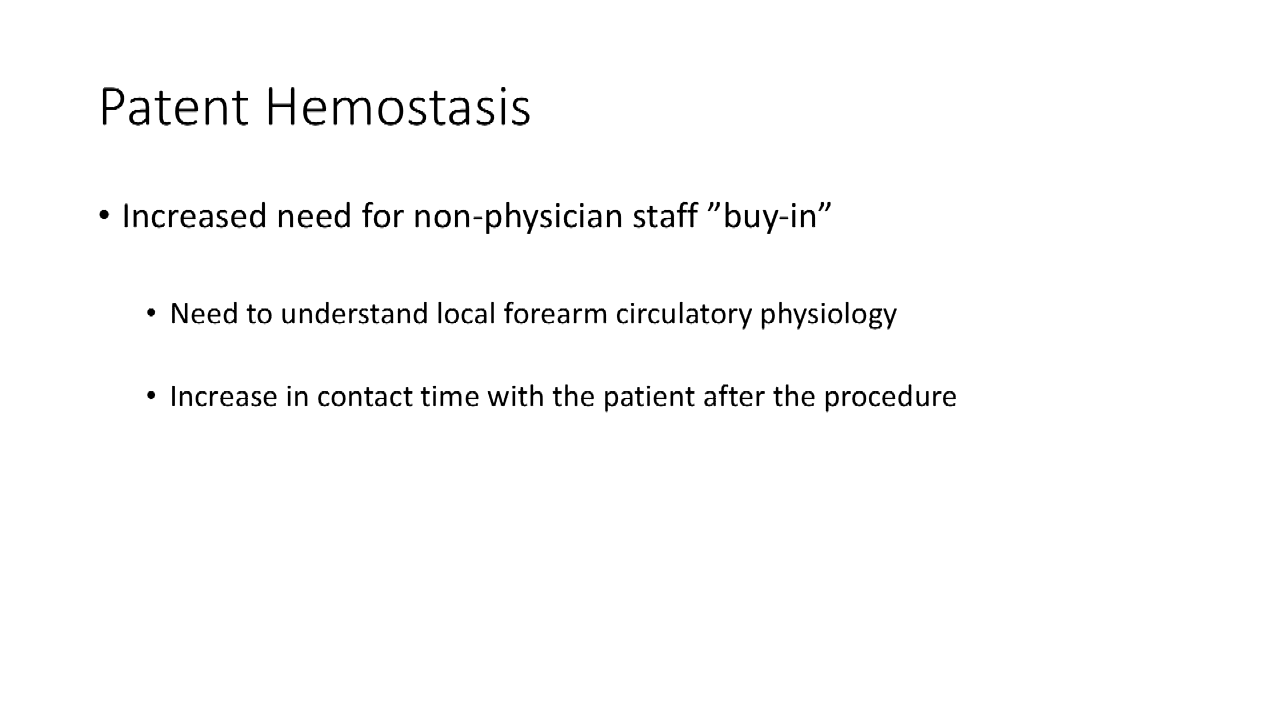 Patent Hemostasis
• Increased need for non-physician staff ”buy-in”
• Need to understand local forearm circulatory physiology
• Increase in contact time with the patient after the procedure